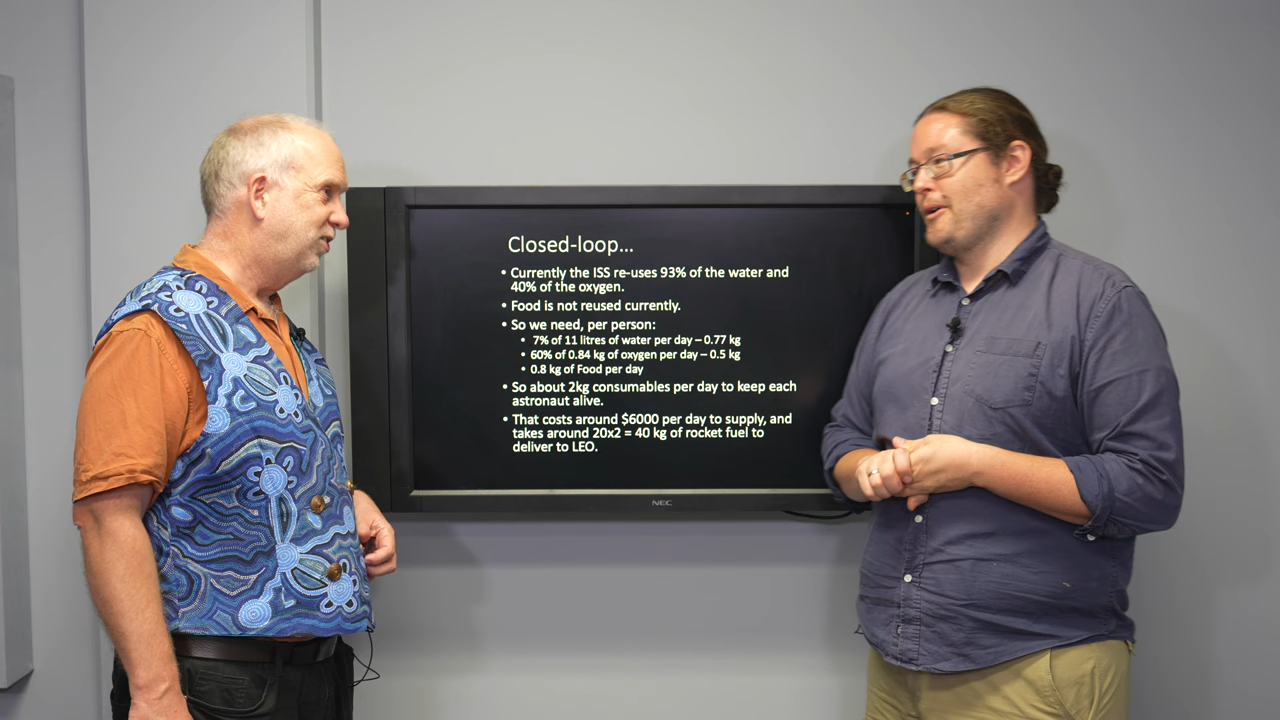 Closed-loop...
• Currently the ISS re-uses 93% of the water and
40% of the oxygen.
• Food is not reused currently.
• So we need, per person:
• 7% of 11 litres of water per day – 0.77 kg
• 60% of 0.84 kg of oxygen per day – 0.5 kg
• 0.8 kg of Food per day
• So about 2kg consumables per day to keep each
astronaut alive.
• That costs around $6000 per day to supply, and
takes around 20x2 = 40 kg of rocket fuel to
deliver to LEO.
NEC